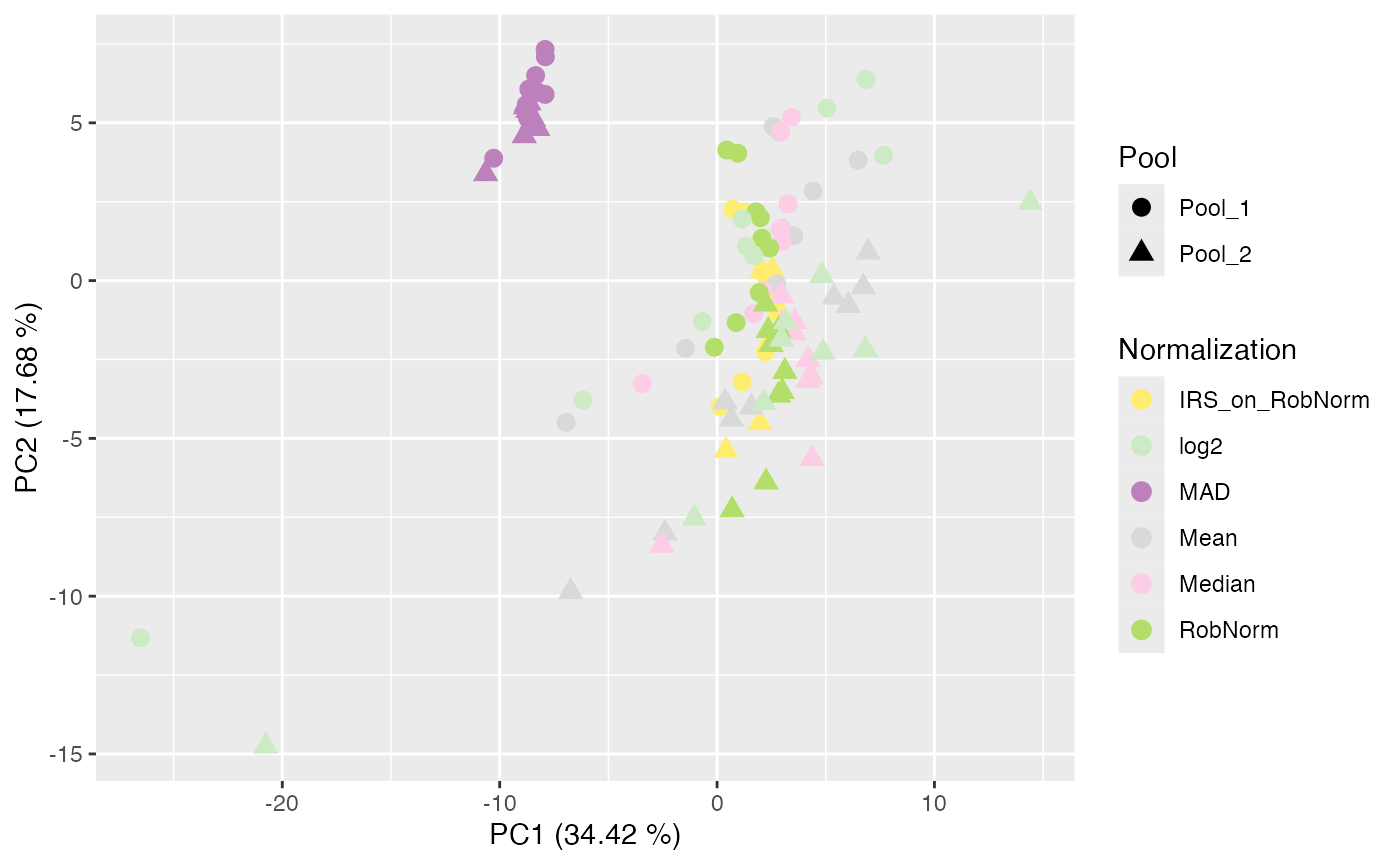 5
0
-5
-10
-15
PC2 (17.68 %)
-20
-10
0
10
PC1 (34.42 %)
Pool
Pool_1
Pool_2
Normalization
IRS_on_RobNorm
log2
MAD
Mean
Median
RobNorm